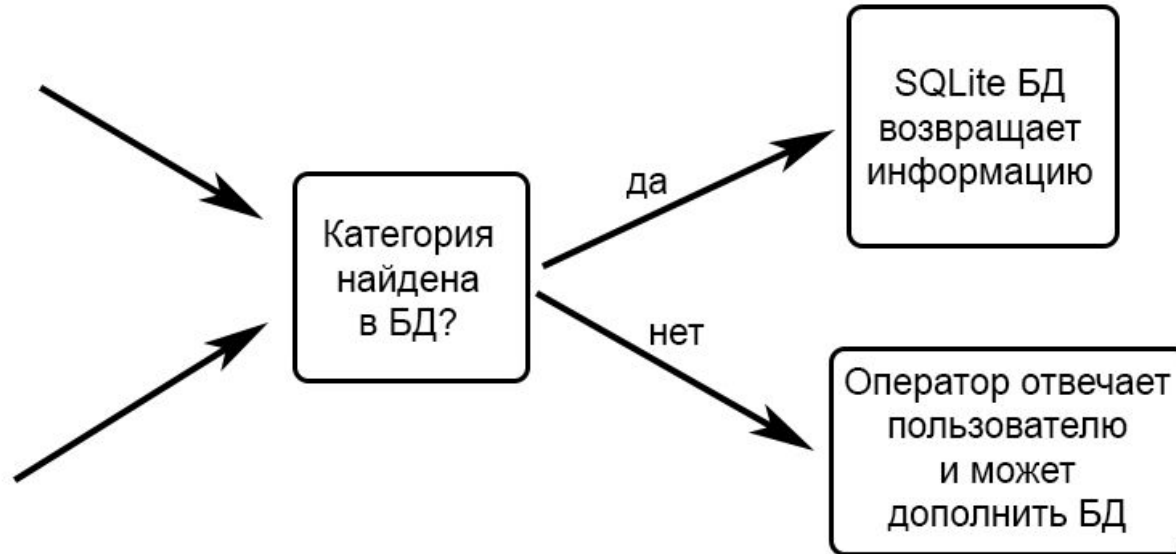 SQLite БД
возвращает
информацию
да
Категория
найдена
в БД?
нет
Оператор отвечает
пользователю
и может
дополнить БД